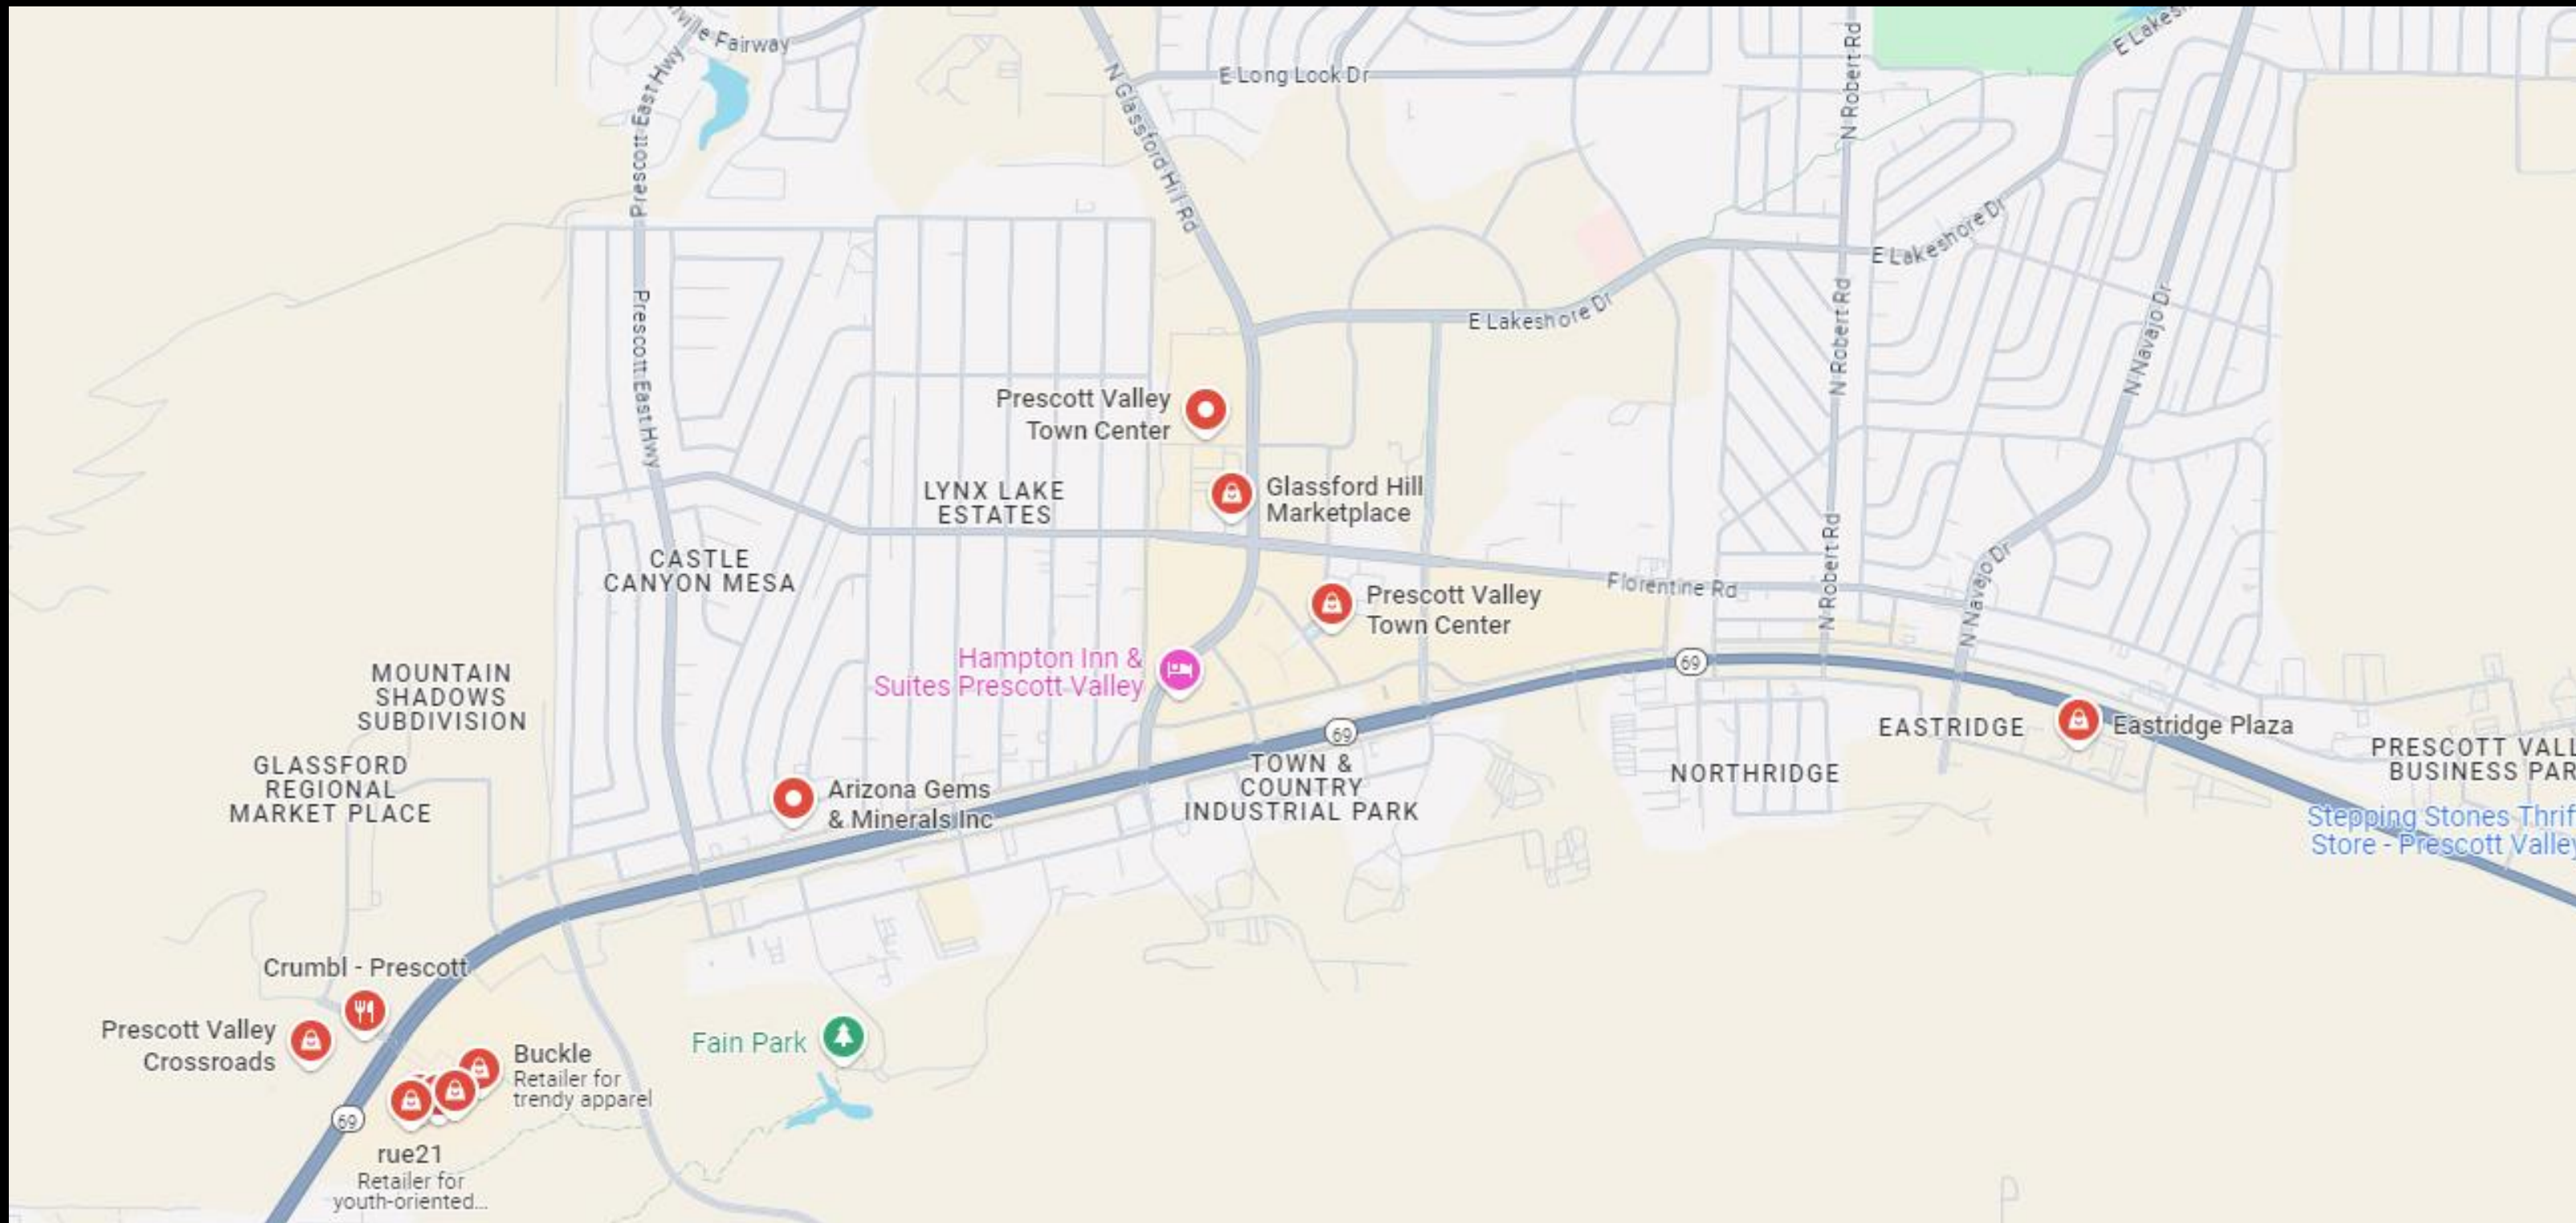 ville Fairway
E Lakesh
N Robert Rd
Prescott East Hwy
E Long Look Dr
N Glassford Hill Rd
E Lakeshore Dr
N Robert Rd
Prescott East Hwy
E Lakeshore Dr
N Navajo Dr
Prescott Valley
Town Center
LYNX LAKE
ESTATES
Glassford Hill
Marketplace
CASTLE
CANYON MESA
Florentine Rd
N Robert Rd
N Navajo Dr
Prescott Valley
Town Center
Hampton Inn &
Suites Prescott Valley
MOUNTAIN
SHADOWS
SUBDIVISION
69
69
EASTRIDGE
Eastridge Plaza
GLASSFORD
REGIONAL
MARKET PLACE
TOWN &
COUNTRY
INDUSTRIAL PARK
NORTHRIDGE
PRESCOTT VALL
BUSINESS PAR
Arizona Gems
& Minerals Inc
Stepping Stones Thrif
Store - Prescott Valley
Crumbl - Prescott
Prescott Valley
Crossroads
Fain Park
Buckle
Retailer for
trendy apparel
69
rue21
Retailer for
youth-oriented...